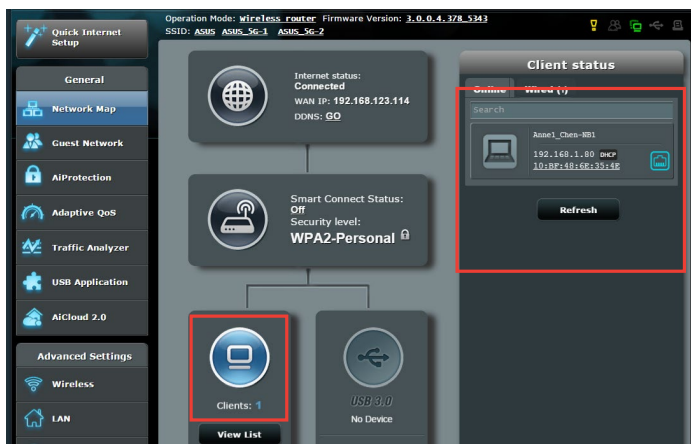 Operation Mode: Wireless router Firmware Version: 3.0.0.4.378_5343
SSID: ASUS ASUS_5G-1 ASUS_5G-2
Quick Internet
Setup
General
Network Map
Guest Network
AiProtection
Adaptive QoS
Traffic Analyzer
USB Application
AiCloud 2.0
Advanced Settings
Wireless
LAN
Internet status:
Connected
WAN IP: 192.168.123.114
DDNS: GO
Smart Connect Status:
Off
Security level:
WPA2-Personal
Clients: 1
View List
USB 3.0
No Device
Client status
Online Wired (1)
Search
Anne1_Chen-NB1
192.168.1.80 DHCP
10:BF:48:6E:35:4E
Refresh